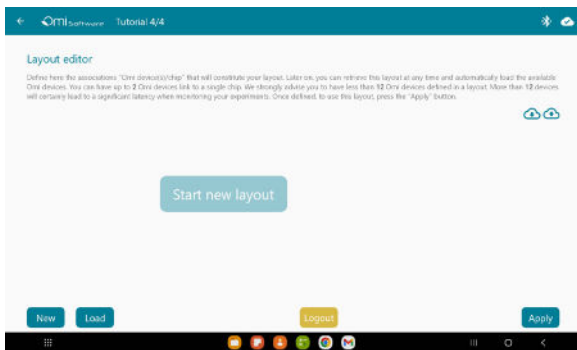 Omi Software Tutorial 4/4
Layout editor
Define here the associations "Omi device(s)/chip" that will constitute your layout. Later on, you can retrieve this layout at any time and automatically load the available
Omi devices. You can have up to 2 Omi devices link to a single chip. We strongly advise you to have less than 12 Omi devices defined in a layout. More than 12 devices
will certainly lead to a significant latency when monitoring your experiments. Once defined, to use this layout, press the "Apply" button.
Start new layout
New Load Logout Apply